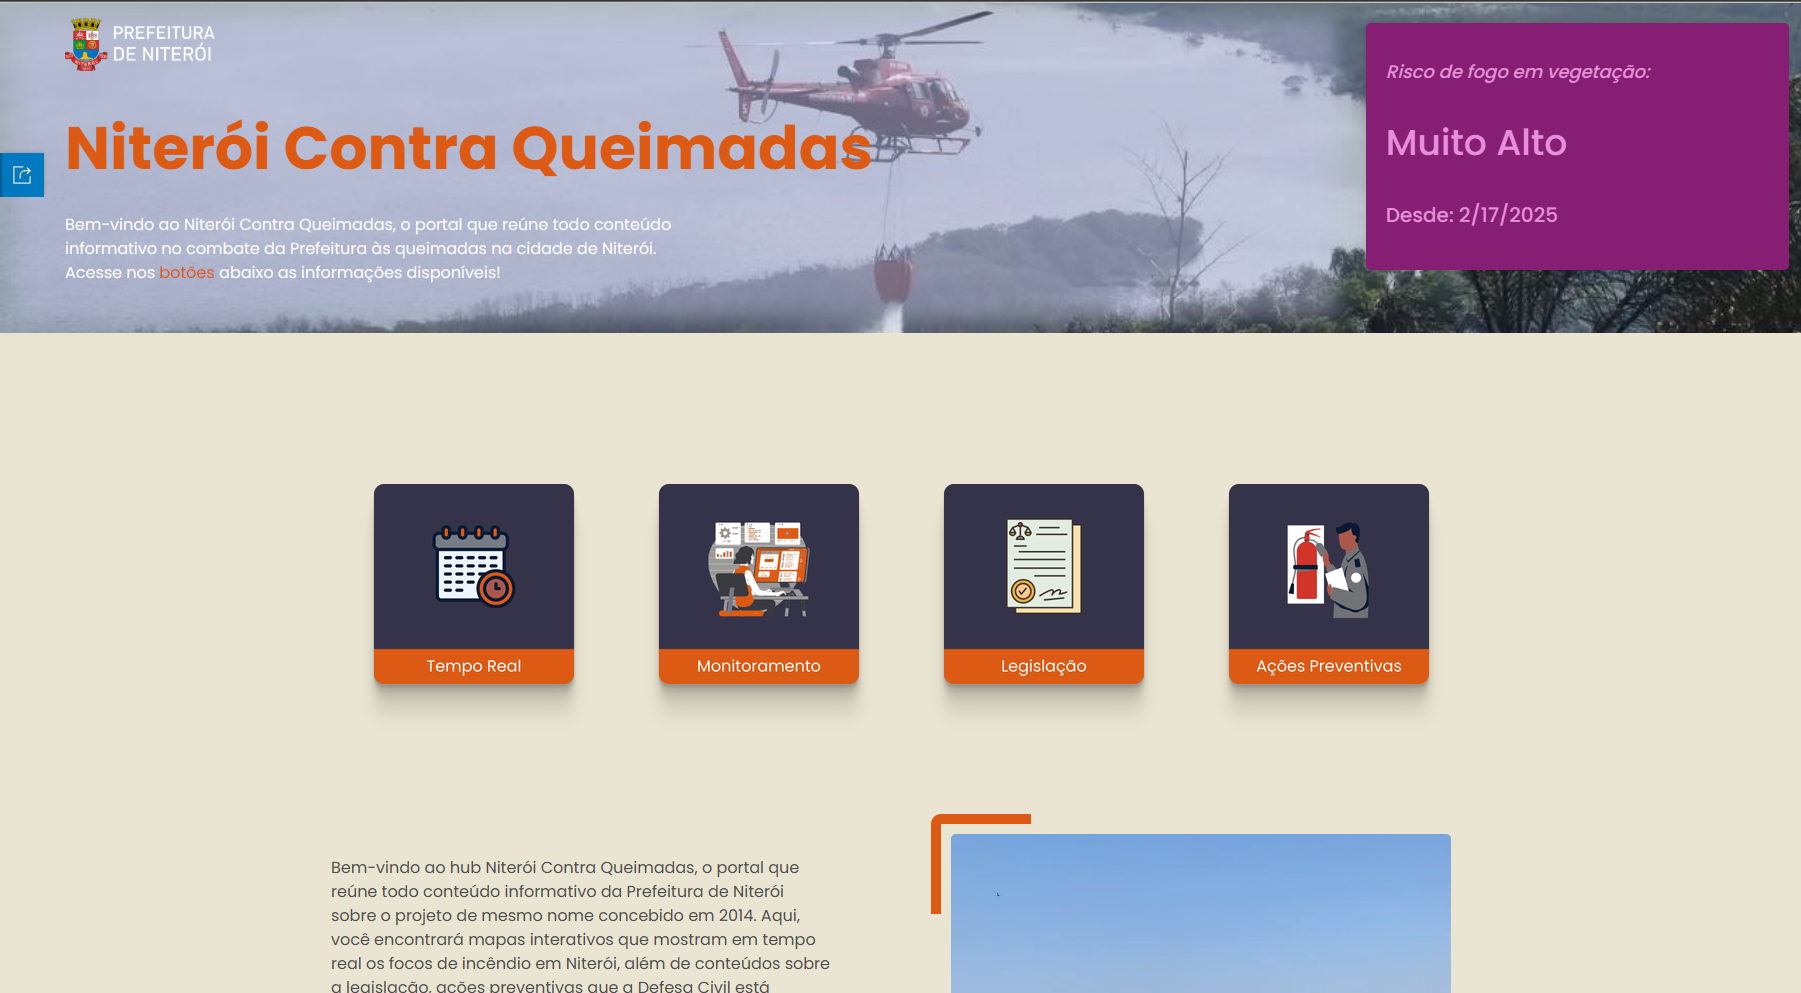 PREFEITURA
DE NITERÓI
Risco de fogo em vegetação:
Muito Alto
Desde: 2/17/2025
Niterói Contra Queimadas
Bem-vindo ao Niterói Contra Queimadas, o portal que reúne todo conteúdo
informativo no combate da Prefeitura às queimadas na cidade de Niterói.
Acesse nos botões abaixo as informações disponíveis!
Tempo Real
Monitoramento
Legislação
Ações Preventivas
Bem-vindo ao hub Niterói Contra Queimadas, o portal que
reúne todo conteúdo informativo da Prefeitura de Niterói
sobre o projeto de mesmo nome concebido em 2014. Aqui,
você encontrará mapas interativos que mostram em tempo
real os focos de incêndio em Niterói, além de conteúdos sobre
a legislação, ações preventivas que a Defesa Civil está